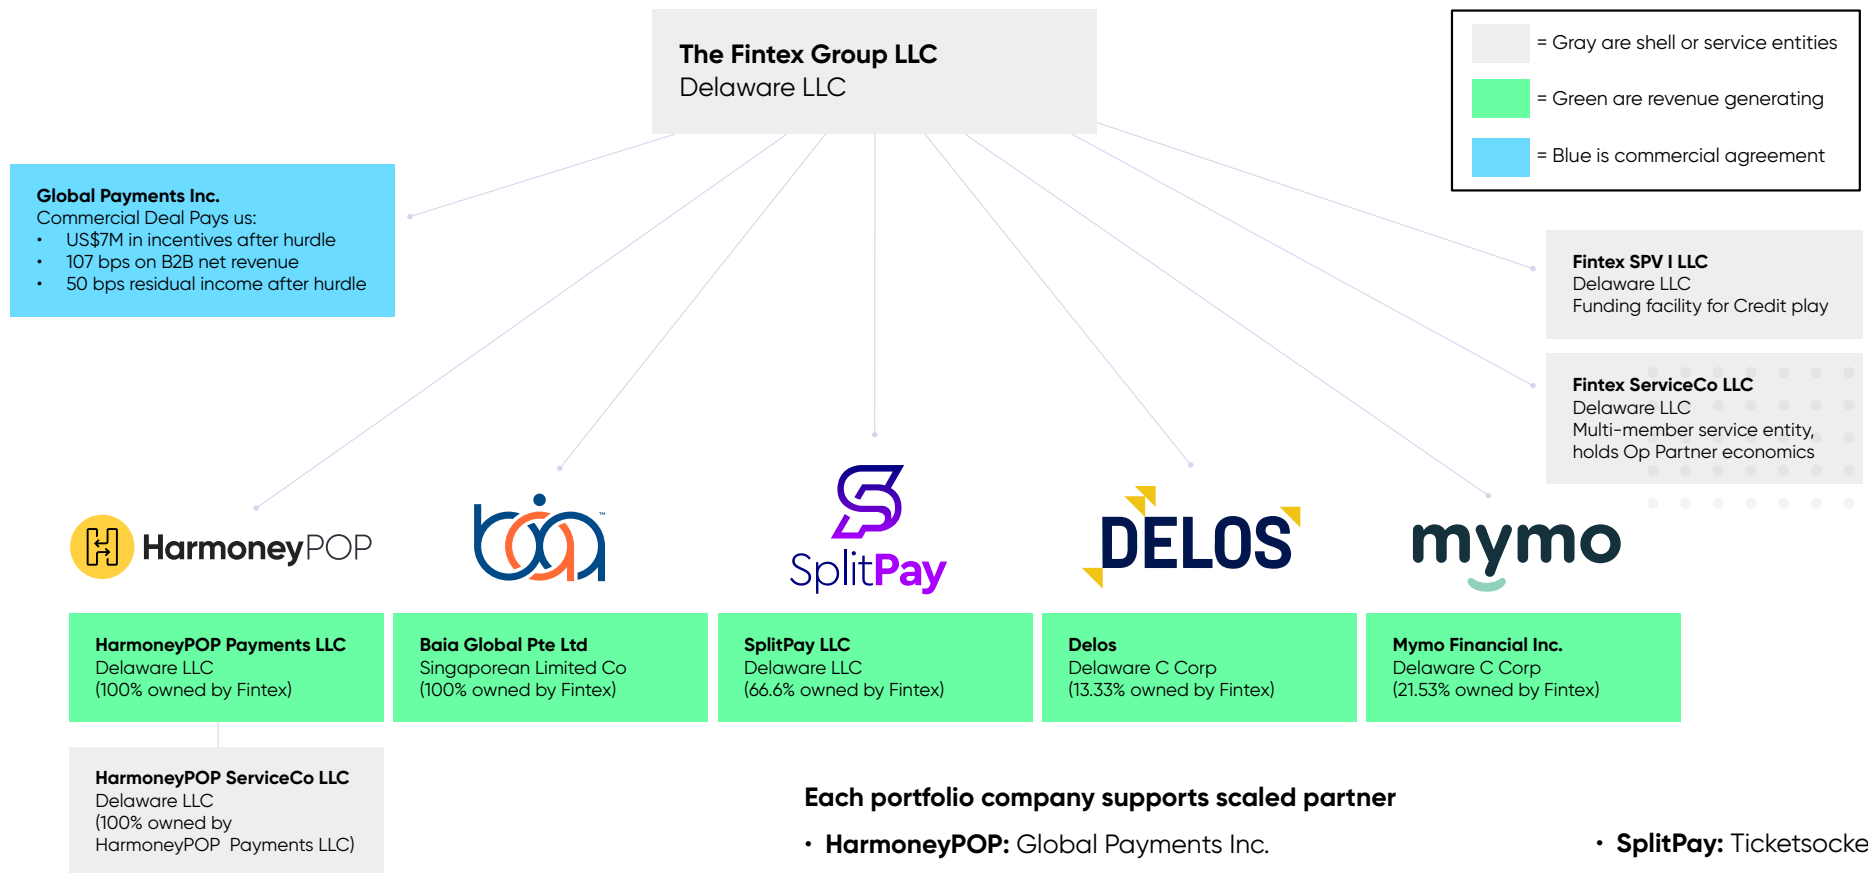 The Fintex Group LLC
Delaware LLC
= Gray are shell or service entities
= Green are revenue generating
= Blue is commercial agreement
Global Payments Inc.
Commercial Deal Pays us:
• US$7M in incentives after hurdle
• 107 bps on B2B net revenue
• 50 bps residual income after hurdle
Fintex SPV I LLC
Delaware LLC
Funding facility for Credit play
Fintex ServiceCo LLC
Delaware LLC
Multi-member service entity,
holds Op Partner economics
HarmoneyPOP
baia™
SplitPay
DELOS
mymo
HarmoneyPOP Payments LLC
Delaware LLC
(100% owned by Fintex)
Baia Global Pte Ltd
Singaporean Limited Co
(100% owned by Fintex)
SplitPay LLC
Delaware LLC
(66.6% owned by Fintex)
Delos
Delaware C Corp
(13.33% owned by Fintex)
Mymo Financial Inc.
Delaware C Corp
(21.53% owned by Fintex)
HarmoneyPOP ServiceCo LLC
Delaware LLC
(100% owned by
HarmoneyPOP Payments LLC)
Each portfolio company supports scaled partner
• HarmoneyPOP: Global Payments Inc.
• SplitPay: Ticketsocke